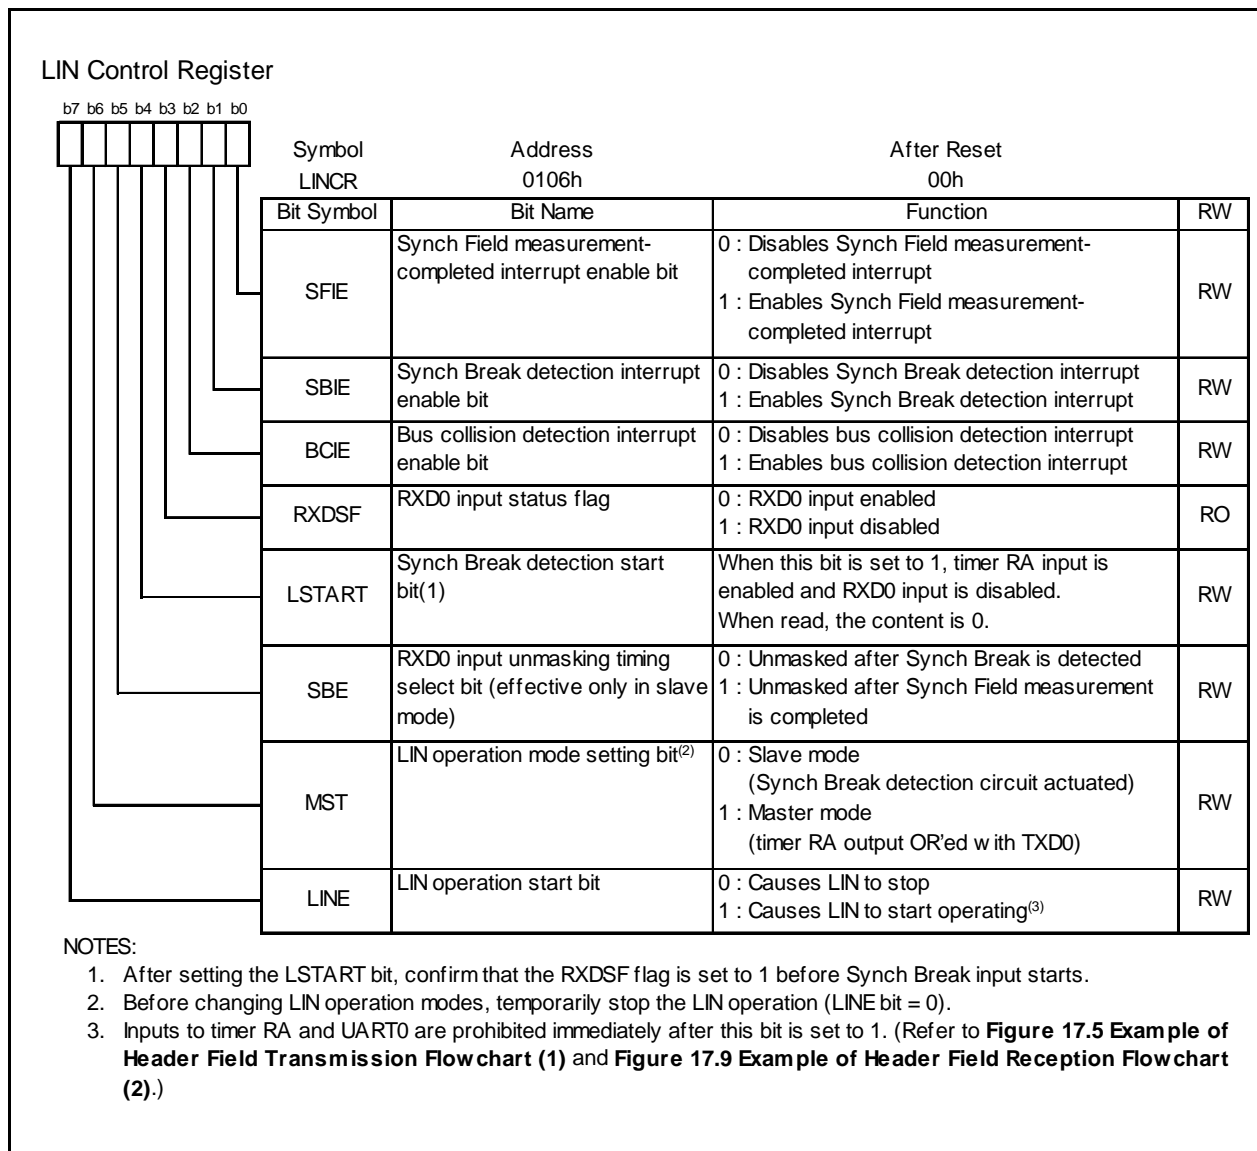 LIN Control Register
b7 b6 b5 b4 b3 b2 b1 b0
Symbol Address After Reset
LINCR 0106h 00h
Bit Symbol Bit Name Function RW
SFIE Synch Field measurement-completed interrupt enable bit 0 : Disables Synch Field measurement-completed interrupt 1 : Enables Synch Field measurement-completed interrupt RW
SBIE Synch Break detection interrupt enable bit 0 : Disables Synch Break detection interrupt 1 : Enables Synch Break detection interrupt RW
BCIE Bus collision detection interrupt enable bit 0 : Disables bus collision detection interrupt 1 : Enables bus collision detection interrupt RW
RXDSF RXD0 input status flag 0 : RXD0 input enabled 1 : RXD0 input disabled RO
LSTART Synch Break detection start bit(1) When this bit is set to 1, timer RA input is enabled and RXD0 input is disabled. When read, the content is 0. RW
SBE RXD0 input unmasking timing select bit (effective only in slave mode) 0 : Unmasked after Synch Break is detected 1 : Unmasked after Synch Field measurement is completed RW
MST LIN operation mode setting bit(2) 0 : Slave mode (Synch Break detection circuit actuated) 1 : Master mode (timer RA output OR'ed with TXD0) RW
LINE LIN operation start bit 0 : Causes LIN to stop 1 : Causes LIN to start operating(3) RW
NOTES:
1. After setting the LSTART bit, confirm that the RXDSF flag is set to 1 before Synch Break input starts.
2. Before changing LIN operation modes, temporarily stop the LIN operation (LINE bit = 0).
3. Inputs to timer RA and UART0 are prohibited immediately after this bit is set to 1. (Refer to Figure 17.5 Example of
Header Field Transmission Flowchart (1) and Figure 17.9 Example of Header Field Reception Flowchart
(2).)